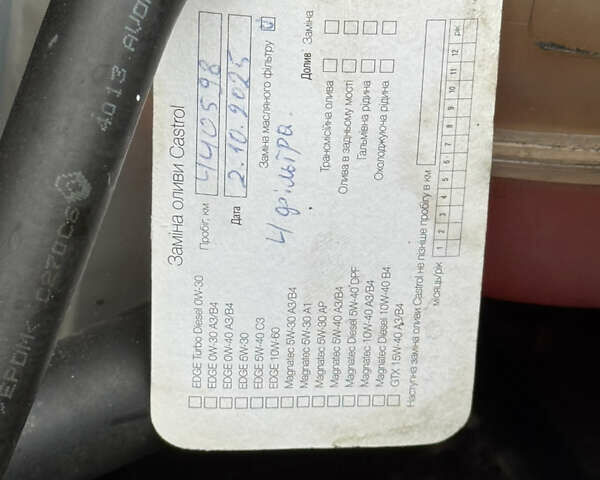 Заміна оливи Castrol
Пробіг, км 440598
Дата 2.10.2025
Заміна масляного фільтру
4 фільтра.
Долив Заміна
Трансмісійна олива
Олива в задньому мості
Гальмівна рідина
Охолоджуюча рідина
EDGE Turbo Diesel 0W-30
EDGE 0W-30 A3/B4
EDGE 0W-40 A3/B4
EDGE 5W-30
EDGE 5W-40 C3
EDGE 10W-60
Magnatec 5W-30 A3/B4
Magnatec 5W-30 A1
Magnatec 5W-30 AP
Magnatec 5W-40 A3/B4
Magnatec Diesel 5W-40 DPF
Magnatec 10W-40 A3/B4
Magnatec Diesel 10W-40 B4
GTX 15W-40 A3/B4
Наступна заміна оливи Castrol не пізніше пробігу в км
місяць/рік 1 2 3 4 5 6 7 8 9 10 11 12 рік
4013